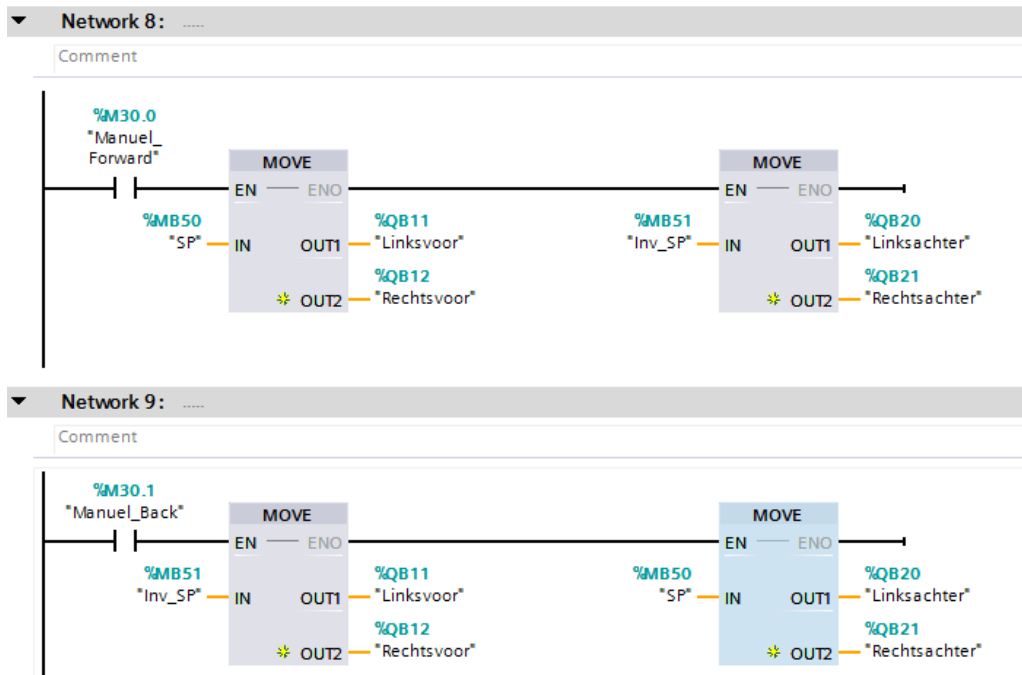 Network 8: .....
Comment
%M30.0
"Manuel_
Forward"
MOVE
MOVE
EN ENO
EN ENO
%MB50
%QB11
%MB51
%QB20
"SP" IN OUT1 "Linksvoor"
"Inv_SP" IN OUT1 "Linksachter"
%QB12
%QB21
OUT2 "Rechtsvoor"
OUT2 "Rechtsachter"
Network 9: .....
Comment
%M30.1
"Manuel_Back"
MOVE
MOVE
EN ENO
EN ENO
%MB51
%QB11
%MB50
%QB20
"Inv_SP" IN OUT1 "Linksvoor"
"SP" IN OUT1 "Linksachter"
%QB12
%QB21
OUT2 "Rechtsvoor"
OUT2 "Rechtsachter"